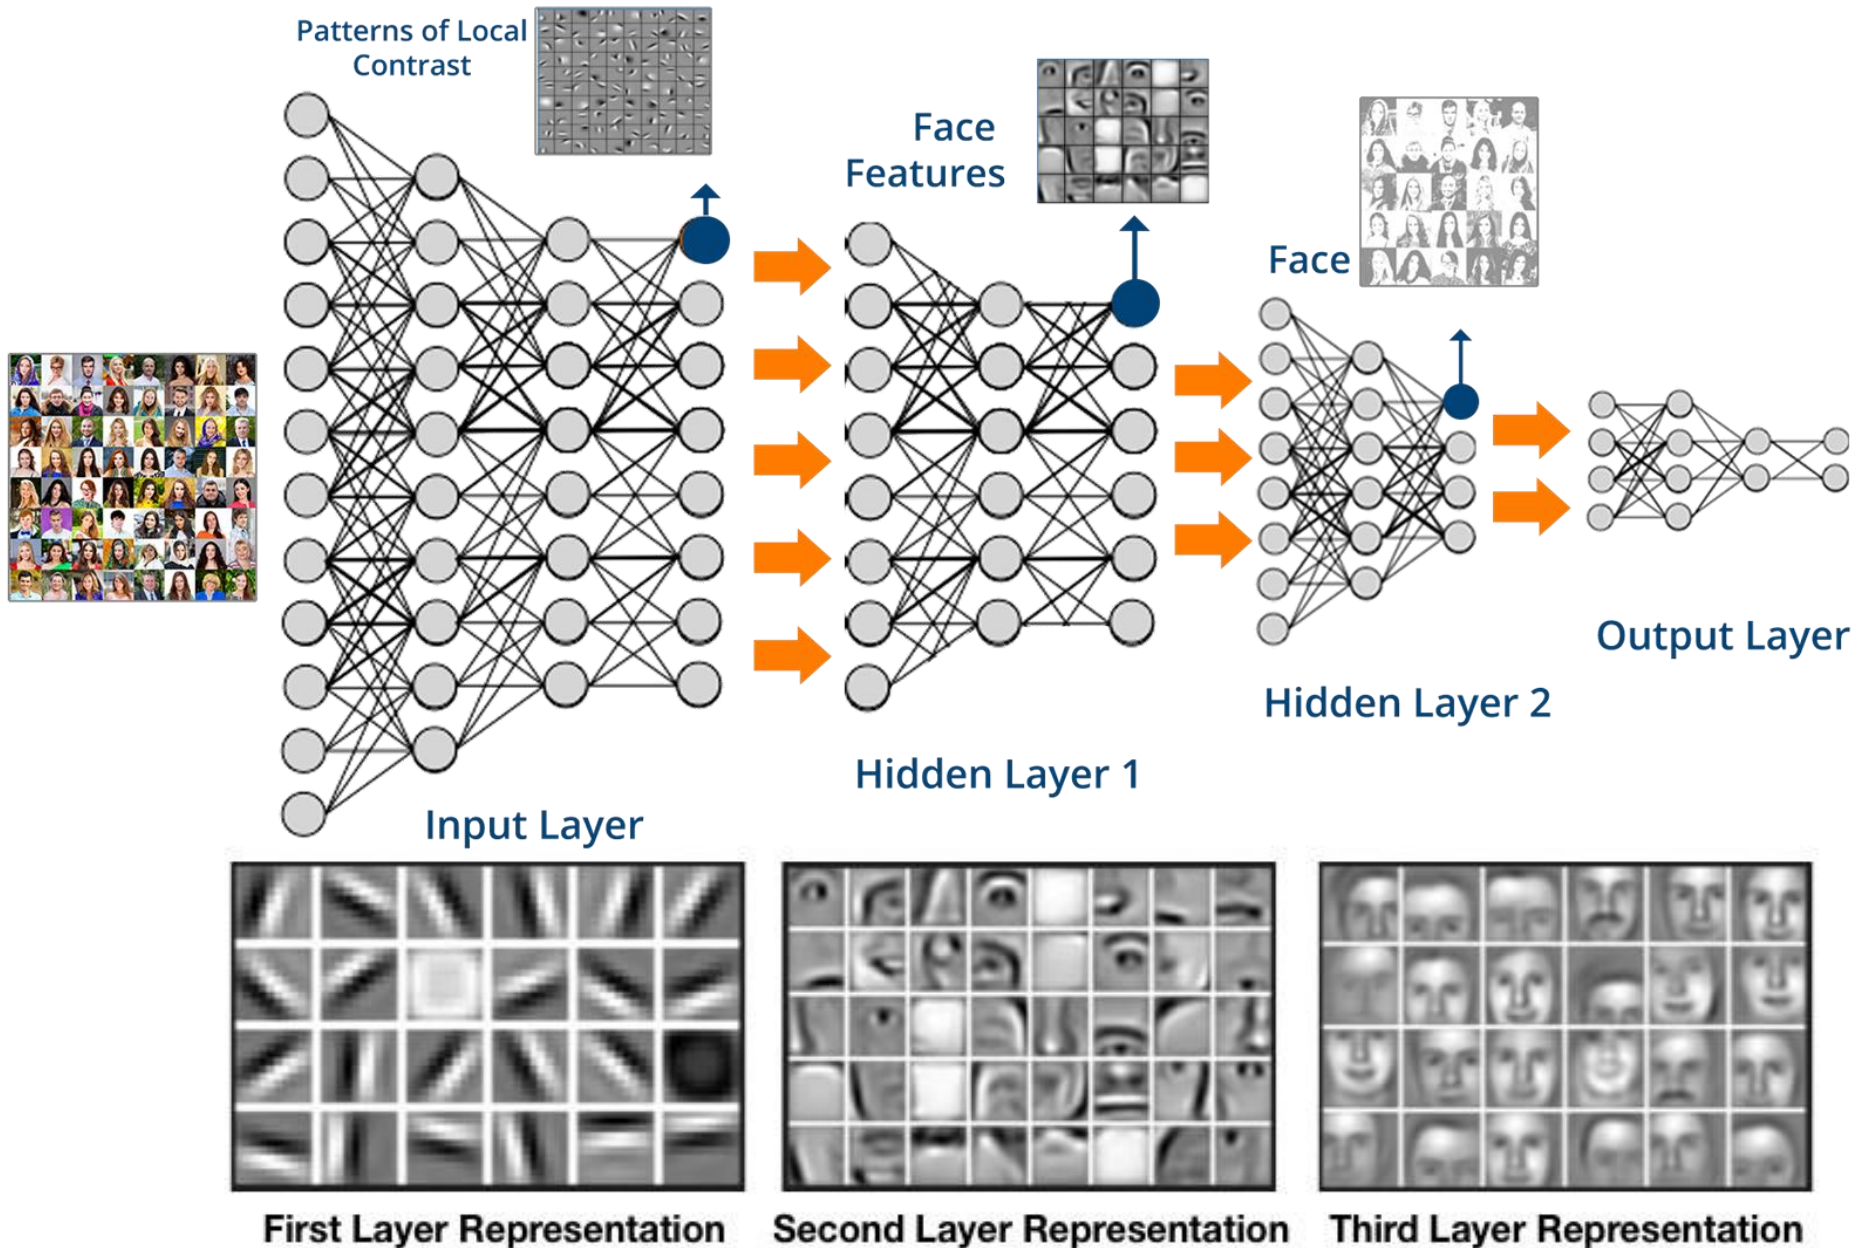 Patterns of Local
Contrast
Face
Features
Face
Output Layer
Hidden Layer 2
Hidden Layer 1
Input Layer
First Layer Representation
Second Layer Representation
Third Layer Representation